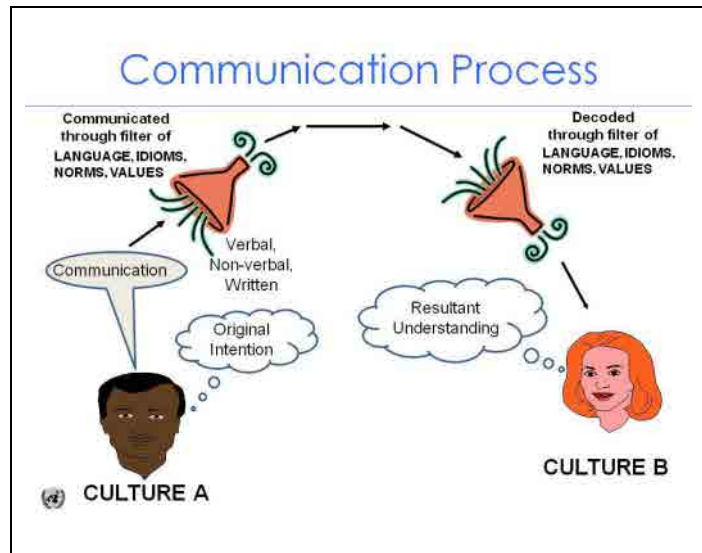 Communication Process
Communicated
through filter of
LANGUAGE, IDIOMS,
NORMS, VALUES
Decoded
through filter of
LANGUAGE, IDIOMS,
NORMS, VALUES
Verbal,
Non-verbal,
Written
Communication
Original
Intention
Resultant
Understanding
CULTURE A
CULTURE B